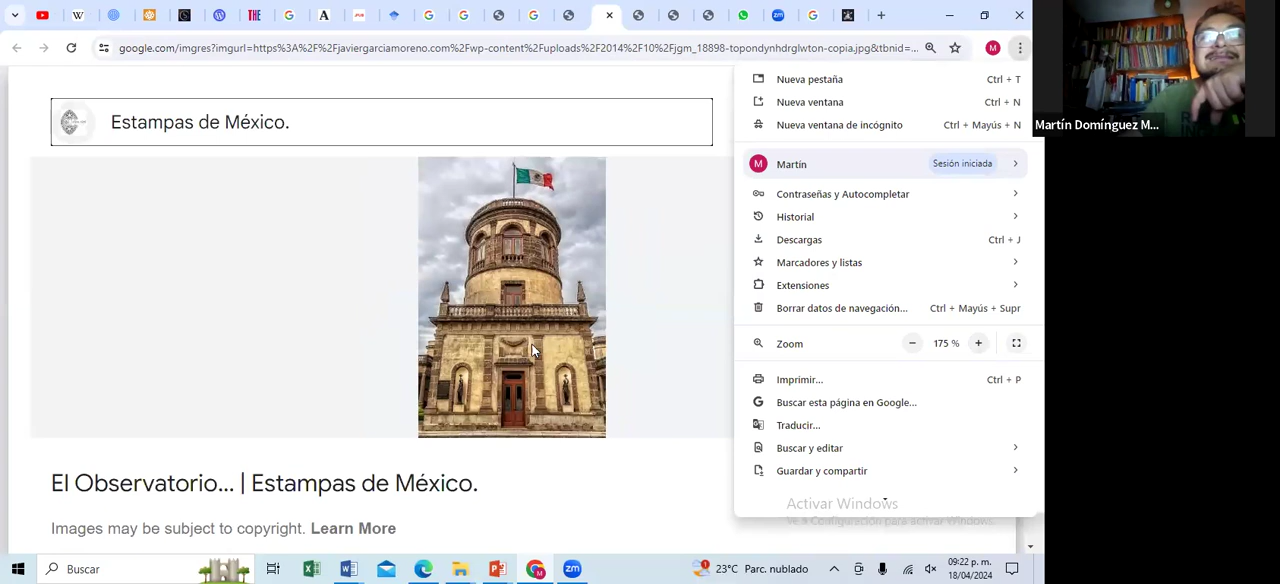 THE
A
google.com/imgres?imgurl=https%3A%2F%2Fjaviergarciamoreno.com%2Fwp-content%2Fuploads%2F2014%2F10%2Fjgm_18898-topondynhdrglwton-copia.jpg&tbnid=...
M
Estampas de México.
El Observatorio... | Estampas de México.
Images may be subject to copyright. Learn More
Nueva pestaña Ctrl + T
Nueva ventana Ctrl + N
Nueva ventana de incógnito Ctrl + Mayús + N
M Martín Sesión iniciada
Contraseñas y Autocompletar
Historial
Descargas Ctrl + J
Marcadores y listas
Extensiones
Borrar datos de navegación... Ctrl + Mayús + Supr
Zoom − 175 % +
Imprimir... Ctrl + P
Buscar esta página en Google...
Traducir...
Buscar y editar
Guardar y compartir
Activar Windows
Ve a Configuración para activar Windows.
Martín Domínguez M...
Buscar
zm
23°C Parc. nublado
09:22 p. m.
18/04/2024